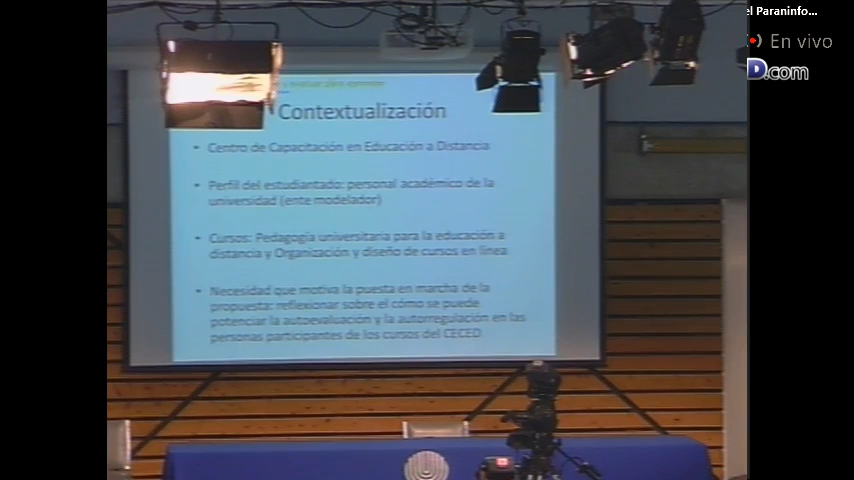 el Paraninfo...
En vivo
D.com
evaluar para aprender
Contextualización
• Centro de Capacitación en Educación a Distancia
• Perfil del estudiantado: personal académico de la
universidad (ente modelador)
• Cursos: Pedagogía universitaria para la educación a
distancia y Organización y diseño de cursos en línea
• Necesidad que motiva la puesta en marcha de la
propuesta: reflexionar sobre el cómo se puede
potenciar la autoevaluación y la autorregulación en las
personas participantes de los cursos del CECED